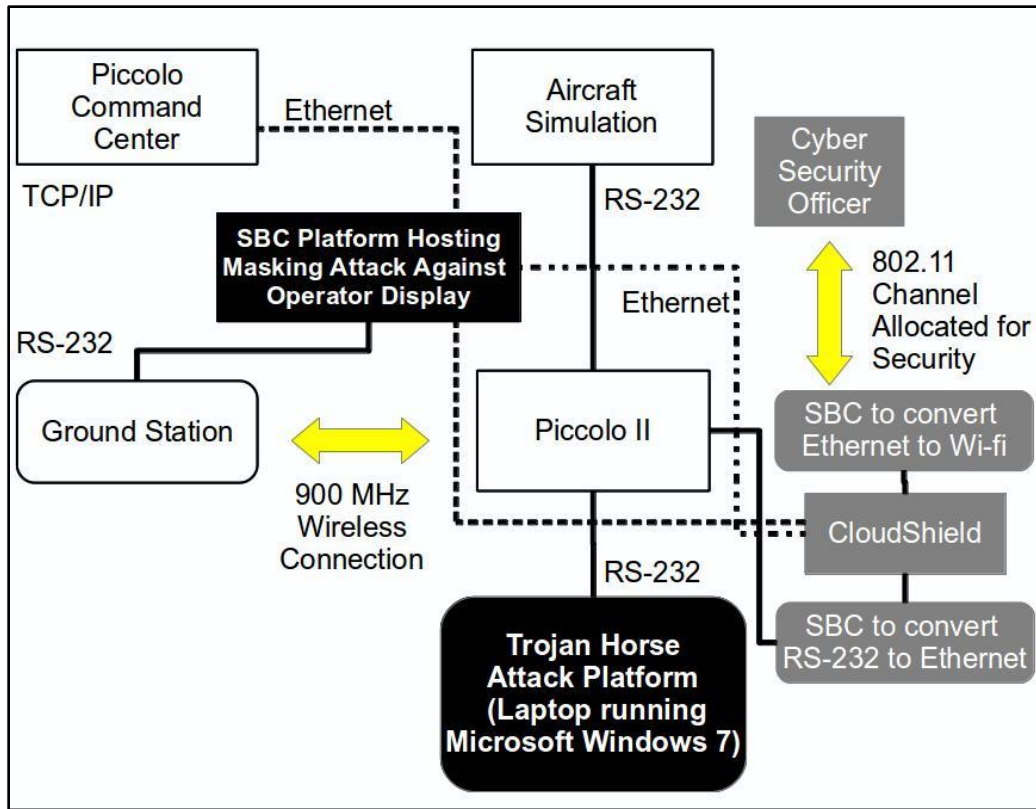 Piccolo
Command
Center
Ethernet
Aircraft
Simulation
Cyber
Security
Officer
TCP/IP
RS-232
SBC Platform Hosting
Masking Attack Against
Operator Display
802.11
Channel
Allocated for
Security
Ethernet
RS-232
Ground Station
Piccolo II
SBC to convert
Ethernet to Wi-fi
900 MHz
Wireless
Connection
CloudShield
RS-232
SBC to convert
RS-232 to Ethernet
Trojan Horse
Attack Platform
(Laptop running
Microsoft Windows 7)